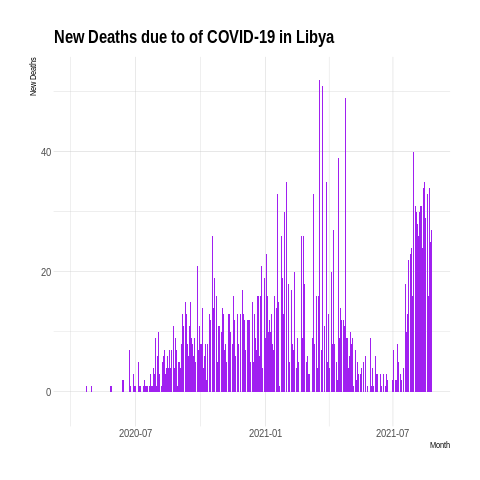 New Deaths due to of COVID-19 in Libya
New Deaths
40
20
0
2020-07
2021-01
2021-07
Month